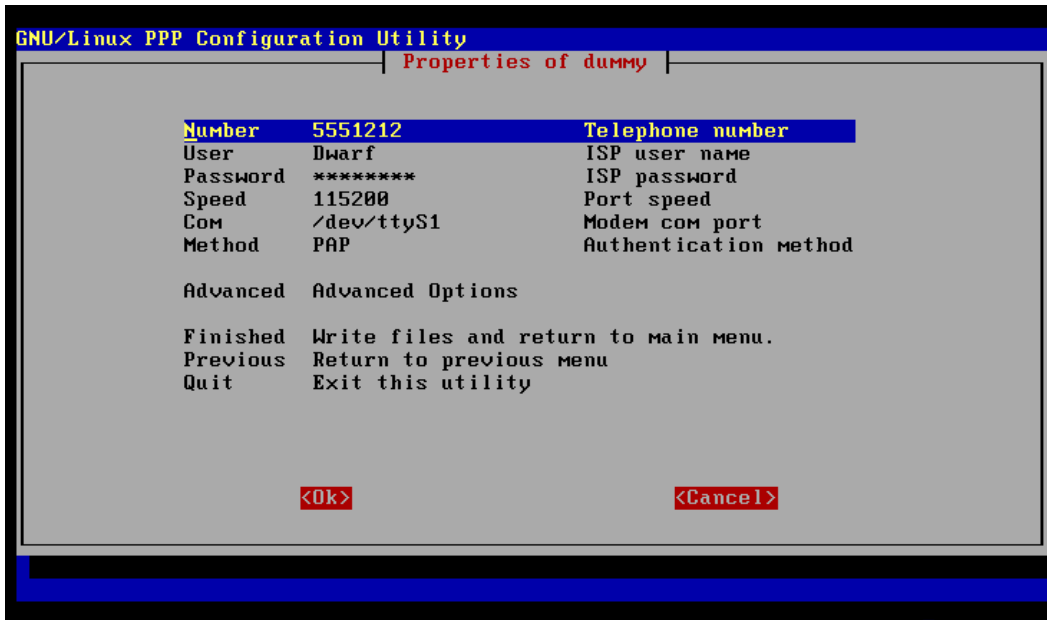 GNU/Linux PPP Configuration Utility
Properties of dummy
Number 5551212 Telephone number
User Dwarf ISP user name
Password ******** ISP password
Speed 115200 Port speed
Com /dev/ttyS1 Modem com port
Method PAP Authentication method
Advanced Advanced Options
Finished Write files and return to main menu.
Previous Return to previous menu
Quit Exit this utility
<Ok> <Cancel>